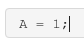 A = 1;